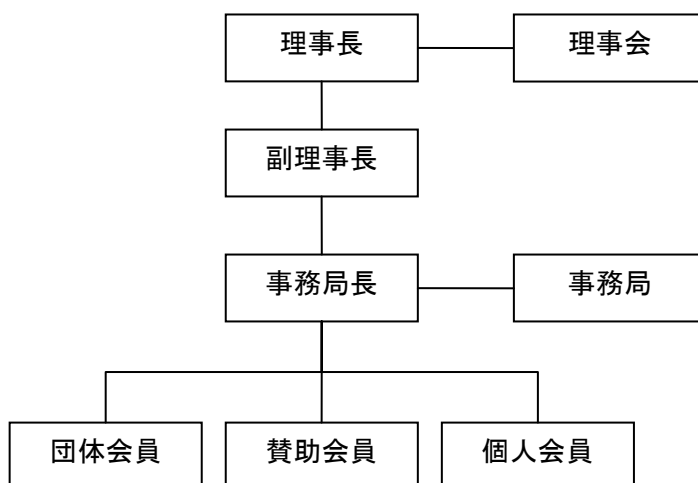 理事長
理事会
副理事長
事務局長
事務局
団体会員
賛助会員
個人会員